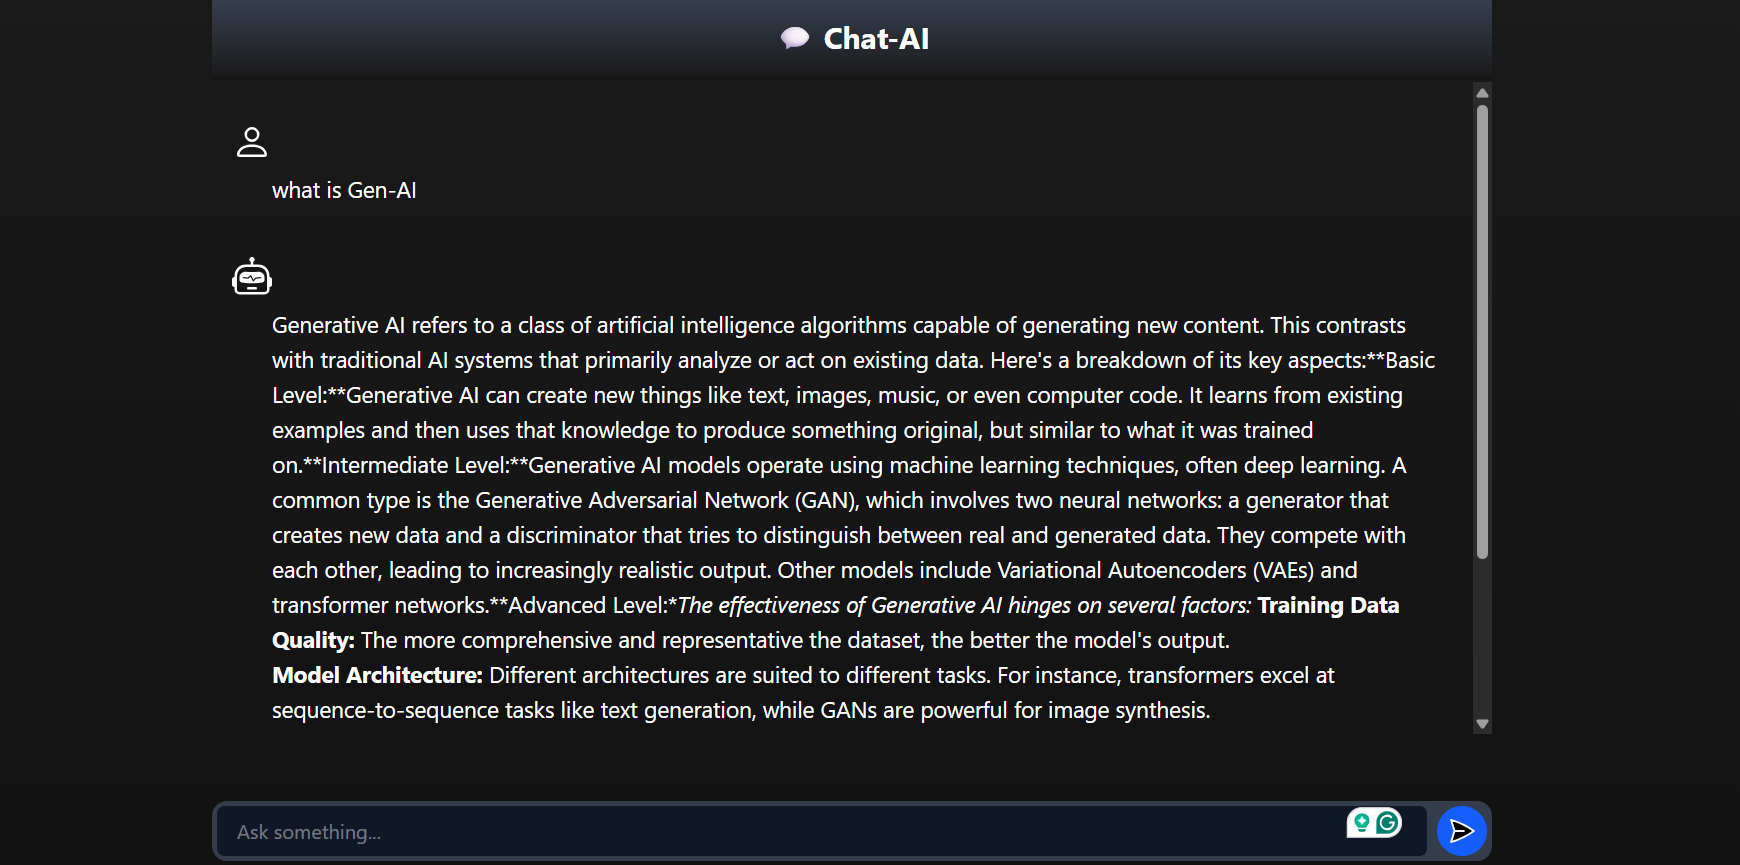 Chat-AI
what is Gen-AI
Generative AI refers to a class of artificial intelligence algorithms capable of generating new content. This contrasts
with traditional AI systems that primarily analyze or act on existing data. Here's a breakdown of its key aspects:**Basic
Level:**Generative AI can create new things like text, images, music, or even computer code. It learns from existing
examples and then uses that knowledge to produce something original, but similar to what it was trained
on.**Intermediate Level:**Generative AI models operate using machine learning techniques, often deep learning. A
common type is the Generative Adversarial Network (GAN), which involves two neural networks: a generator that
creates new data and a discriminator that tries to distinguish between real and generated data. They compete with
each other, leading to increasingly realistic output. Other models include Variational Autoencoders (VAEs) and
transformer networks.**Advanced Level:*The effectiveness of Generative AI hinges on several factors: Training Data
Quality: The more comprehensive and representative the dataset, the better the model's output.
Model Architecture: Different architectures are suited to different tasks. For instance, transformers excel at
sequence-to-sequence tasks like text generation, while GANs are powerful for image synthesis.
Ask something...